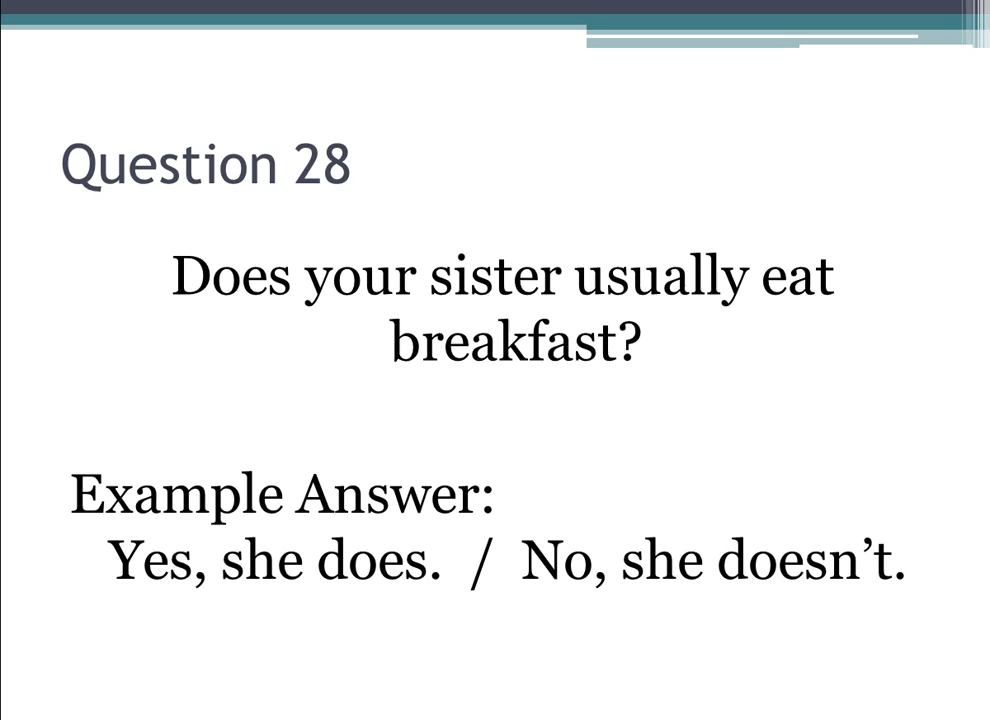 Question 28
Does your sister usually eat
breakfast?
Example Answer:
Yes, she does.  /  No, she doesn’t.